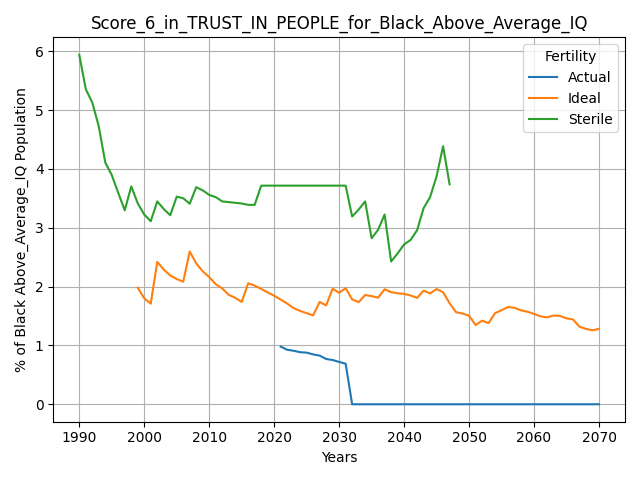 Score_6_in_TRUST_IN_PEOPLE_for_Black_Above_Average_IQ
% of Black Above_Average_IQ Population
6
5
4
3
2
1
0
Fertility
Actual
Ideal
Sterile
1990 2000 2010 2020 2030 2040 2050 2060 2070
Years